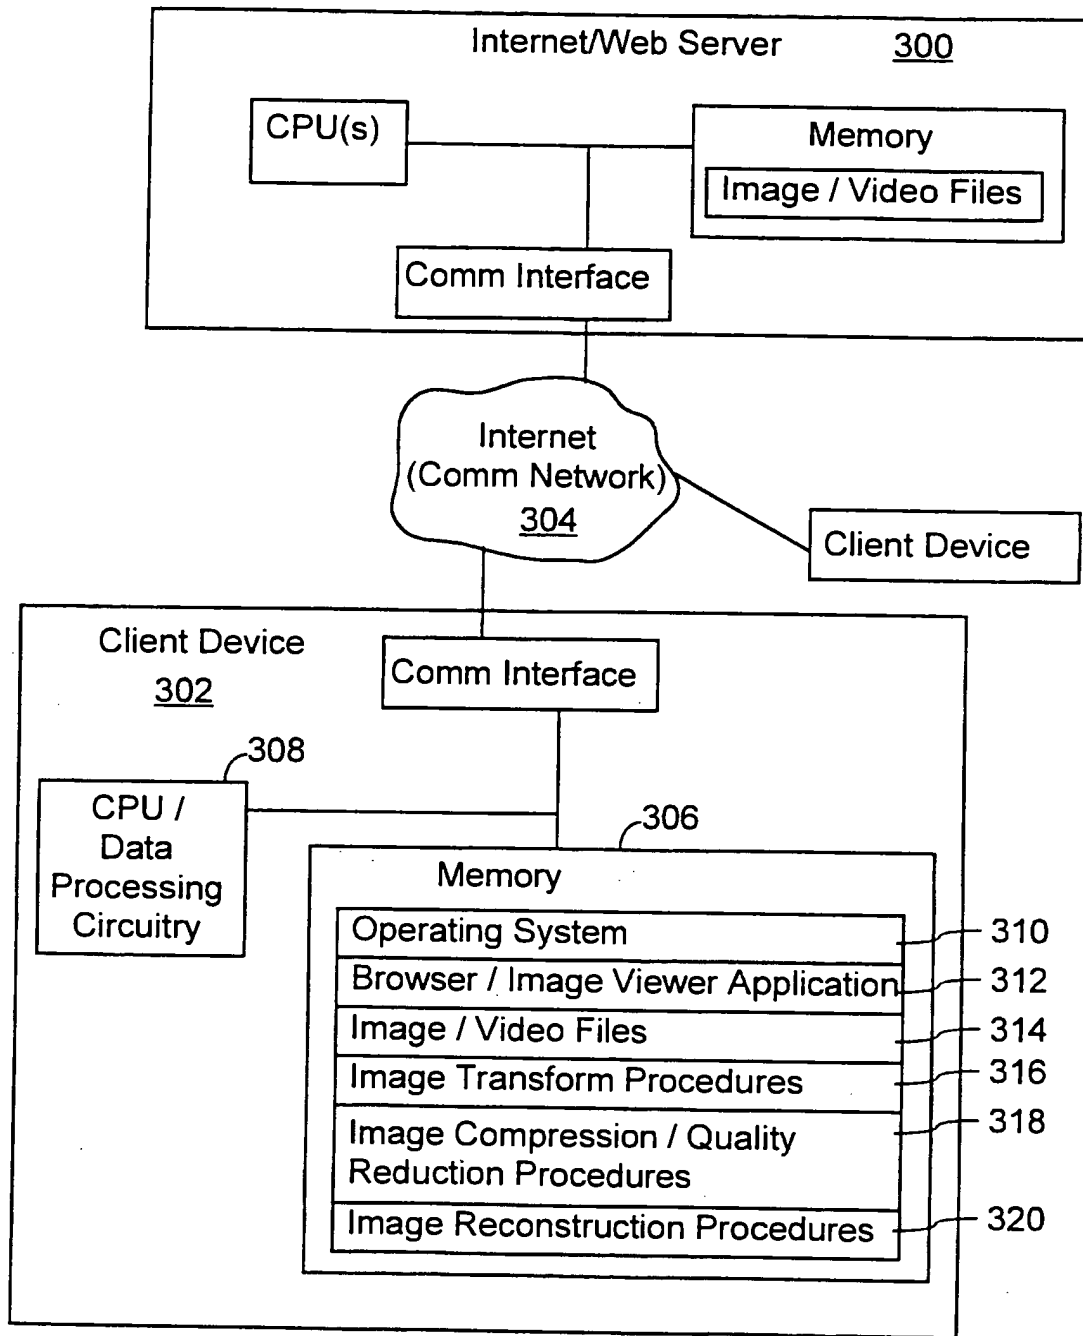 Internet/Web Server 300
CPU(s)
Memory
Image / Video Files
Comm Interface
Internet
(Comm Network)
304
Client Device
Client Device
302
Comm Interface
308
CPU /
Data
Processing
Circuitry
306
Memory
Operating System 310
Browser / Image Viewer Application 312
Image / Video Files 314
Image Transform Procedures 316
Image Compression / Quality 318
Reduction Procedures
Image Reconstruction Procedures 320